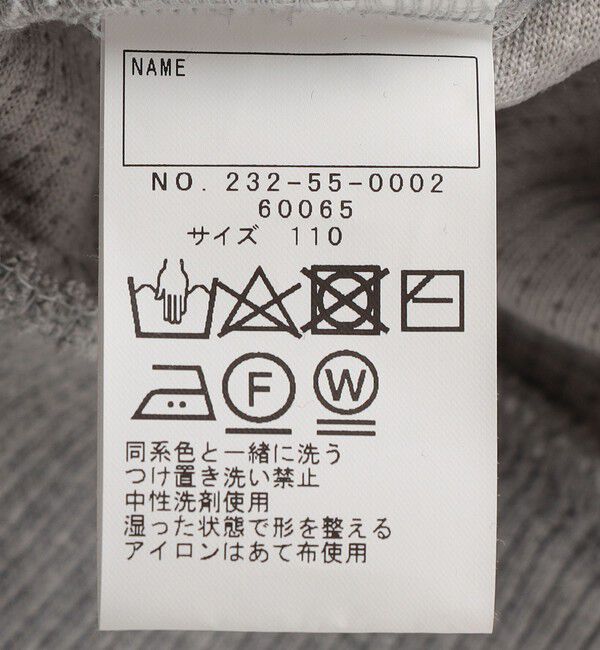 NAME
NO. 232-55-0002
60065
サイズ 110
F
W
同系色と一緒に洗う
つけ置き洗い禁止
中性洗剤使用
湿った状態で形を整える
アイロンはあて布使用